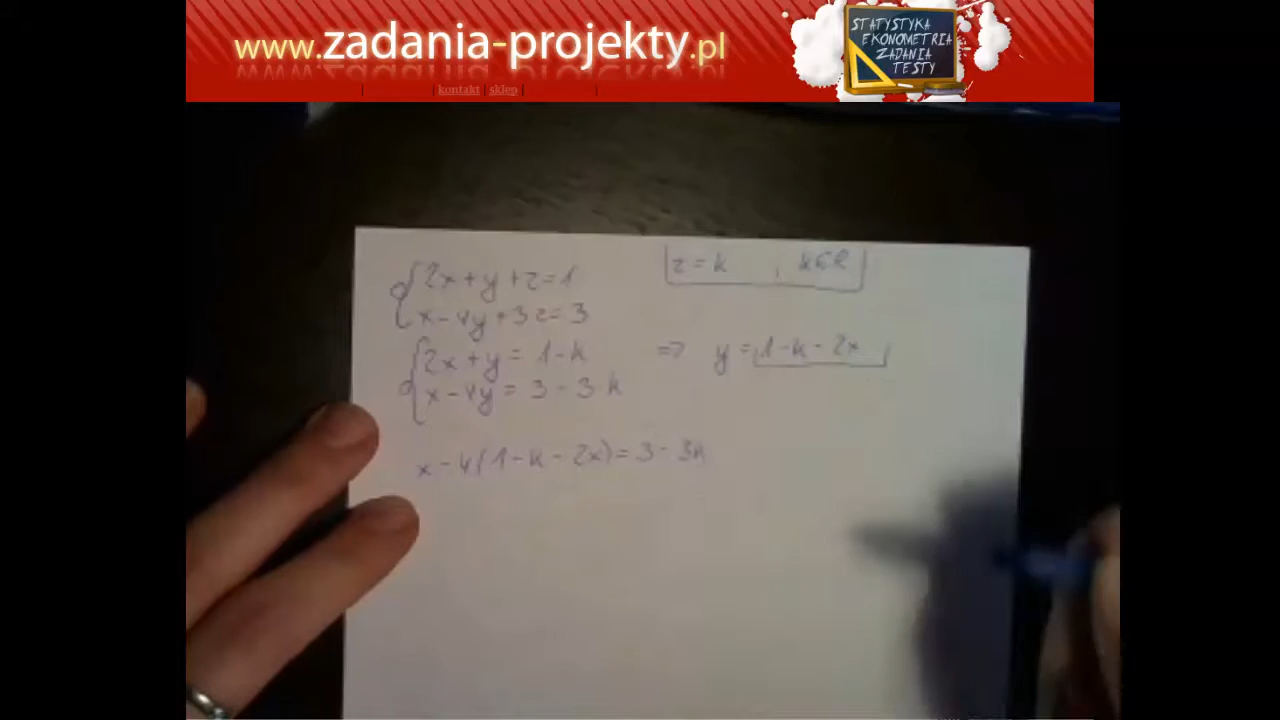 www.zadania-projekty.pl
STATYSTYKA
EKONOMETRIA
ZADANIA
TESTY
kontakt | sklep
2x+y+z=1
z=k , k∈R
x-4y+3z=3
2x+y=1-k => y=1-k-2x
x-4y=3-3k
x-4(1-k-2x)=3-3k